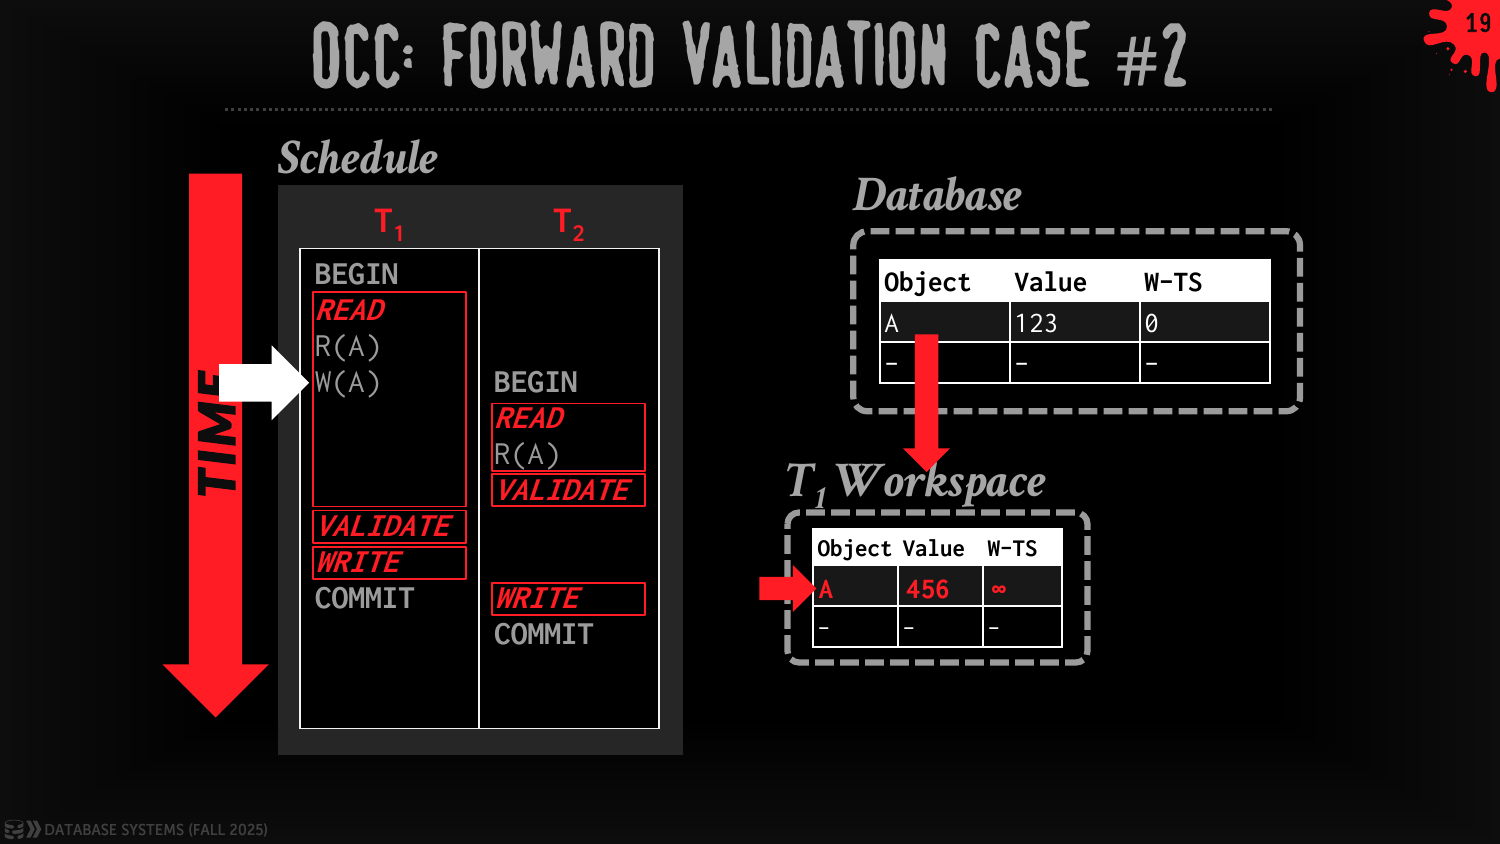 OCC: FORWARD VALIDATION CASE #2
19
Schedule
T1
T2
BEGIN
READ
R(A)
W(A)
VALIDATE
WRITE
COMMIT
BEGIN
READ
R(A)
VALIDATE
WRITE
COMMIT
TIME
Database
Object Value W-TS
A 123 0
– – –
T1 Workspace
Object Value W-TS
A 456 ∞
– – –
DATABASE SYSTEMS (FALL 2025)